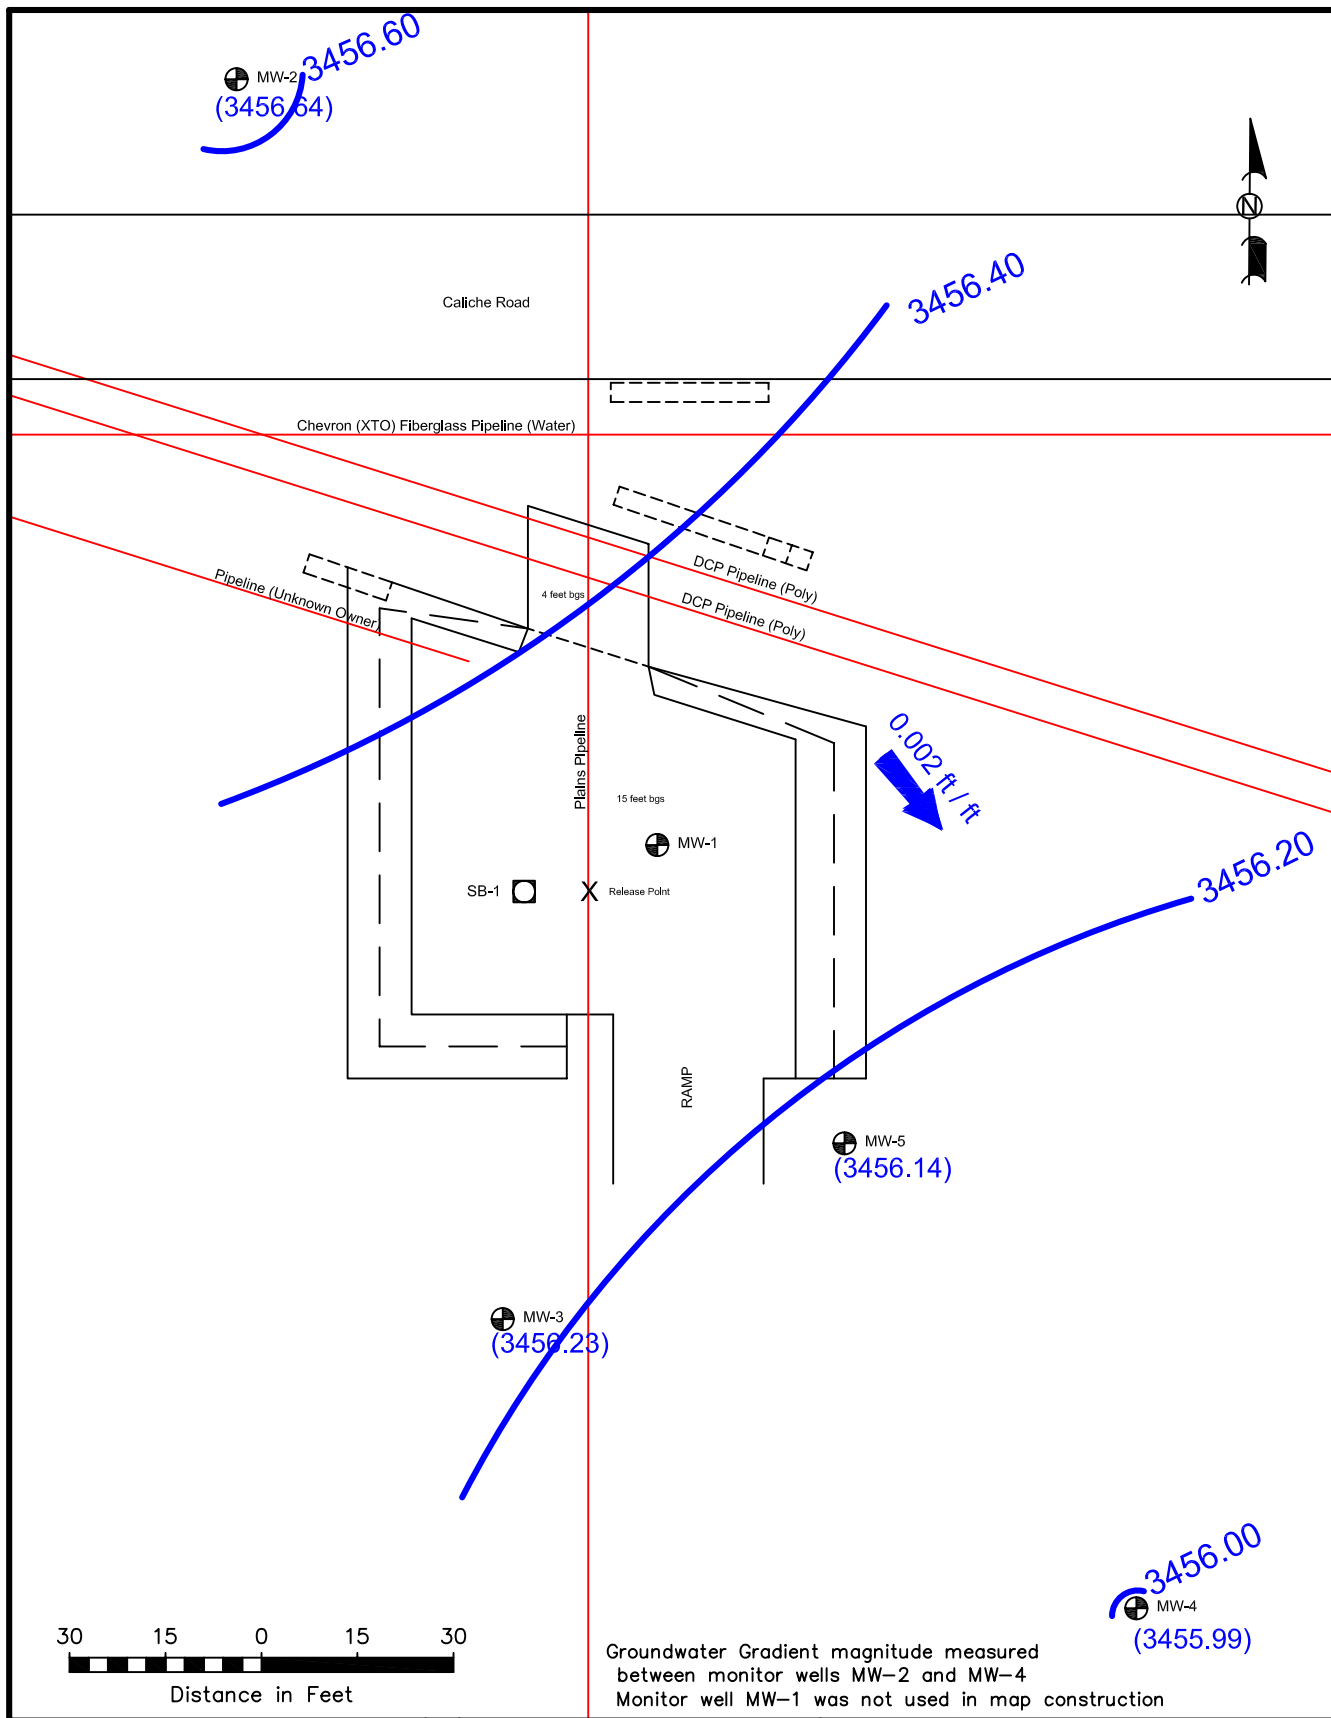 3456.60
MW-2
(3456.64)
N
3456.40
Caliche Road
Chevron (XTO) Fiberglass Pipeline (Water)
DCP Pipeline (Poly)
Pipeline (Unknown Owner)
4 feet bgs
DCP Pipeline (Poly)
Plains Pipeline
0.002 ft / ft
15 feet bgs
MW-1
3456.20
SB-1
X
Release Point
RAMP
MW-5
(3456.14)
MW-3
(3456.23)
3456.00
MW-4
(3455.99)
30 15 0 15 30
Distance in Feet
Groundwater Gradient magnitude measured
between monitor wells MW-2 and MW-4
Monitor well MW-1 was not used in map construction